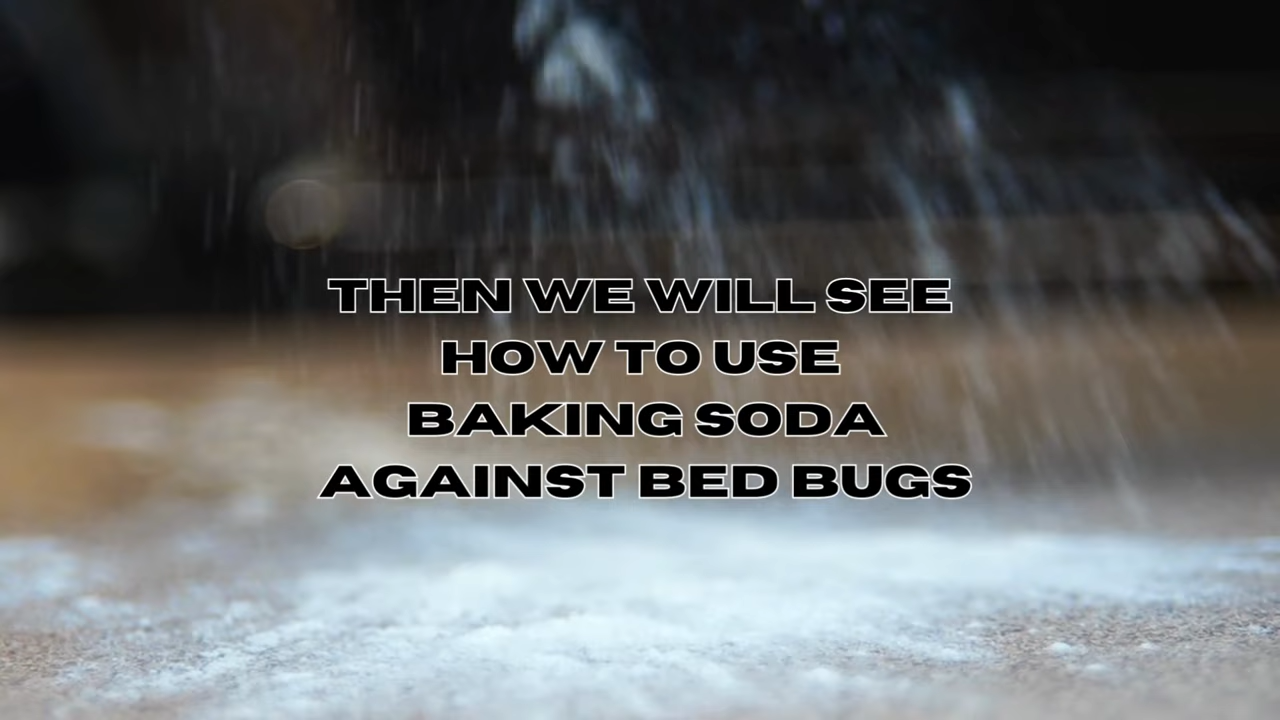 THEN WE WILL SEE
HOW TO USE
BAKING SODA
AGAINST BED BUGS